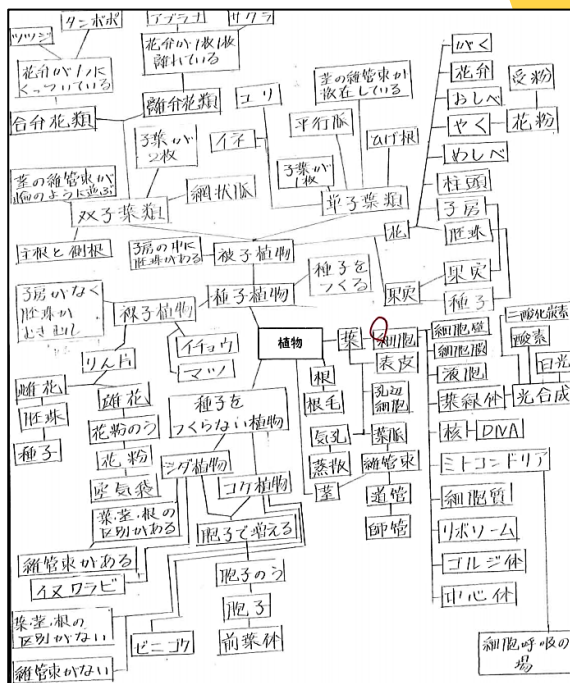 ツツジ
タンポポ
アブラナ
サクラ
花弁が1つに
くっついている
花弁が1枚1枚
離れている
合弁花類
離弁花類
ユリ
イネ
茎の維管束が
散在している
平行脈
ひげ根
子葉が
2枚
子葉が
1枚
茎の維管束が
輪のように並ぶ
双子葉類
網状脈
単子葉類
主根と側根
子房の中に
胚珠がある
被子植物
花
がく
花弁
おしべ
やく
めしべ
柱頭
子房
胚珠
果実
種子
受粉
花粉
果実
子房がなく
胚珠が
むき出し
裸子植物
種子植物
種子を
つくる
りん片
イチョウ
マツ
雌花
胚珠
種子
雄花
花粉のう
花粉
空気袋
植物
葉
細胞
表皮
孔辺
細胞
葉脈
維管束
道管
師管
根
根毛
気孔
蒸散
茎
細胞壁
細胞膜
液胞
葉緑体
核
DNA
ミトコンドリア
細胞質
リボソーム
ゴルジ体
中心体
二酸化炭素
酸素
日光
光合成
細胞呼吸の
場
種子を
つくらない植物
シダ植物
コケ植物
葉・茎・根の
区別がある
維管束がある
イヌワラビ
胞子で増える
胞子のう
胞子
前葉体
葉・茎・根の
区別がない
維管束がない
ゼニゴケ